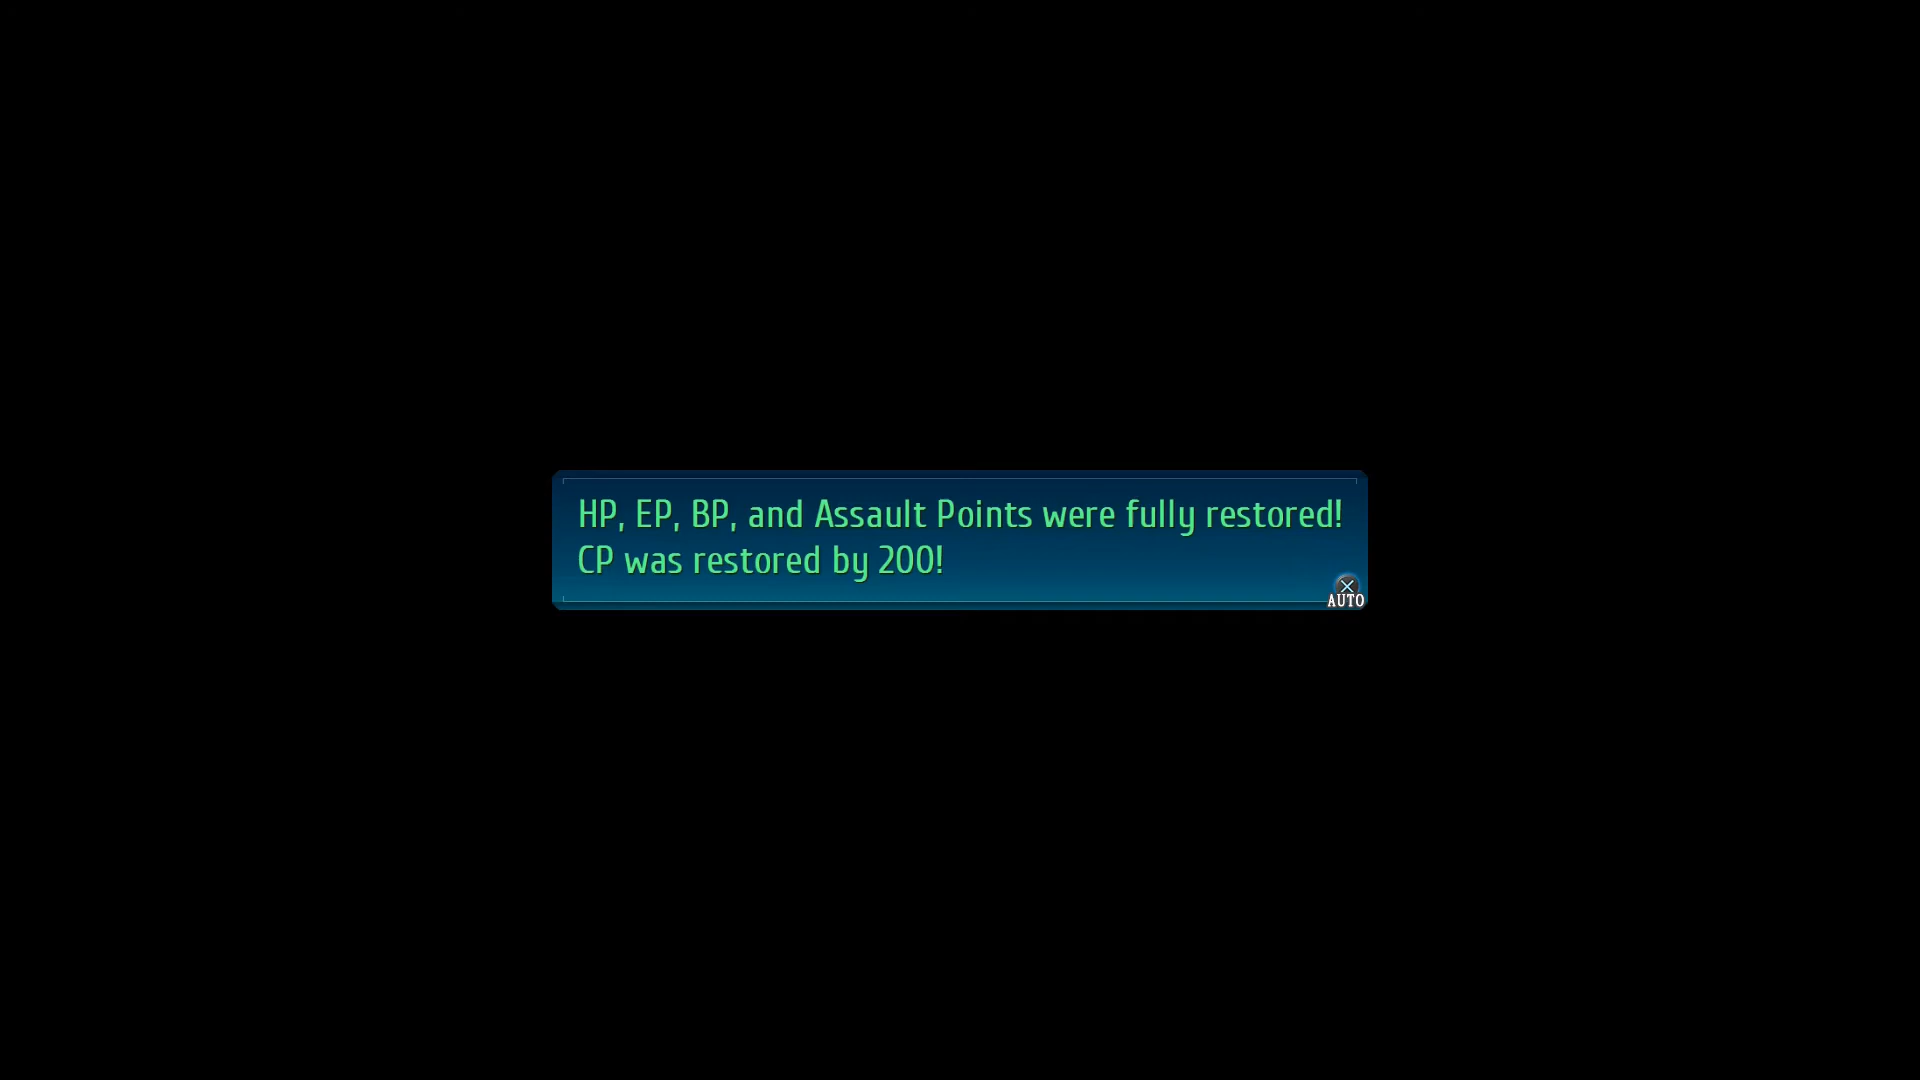 HP, EP, BP, and Assault Points were fully restored!
CP was restored by 200!
AUTO